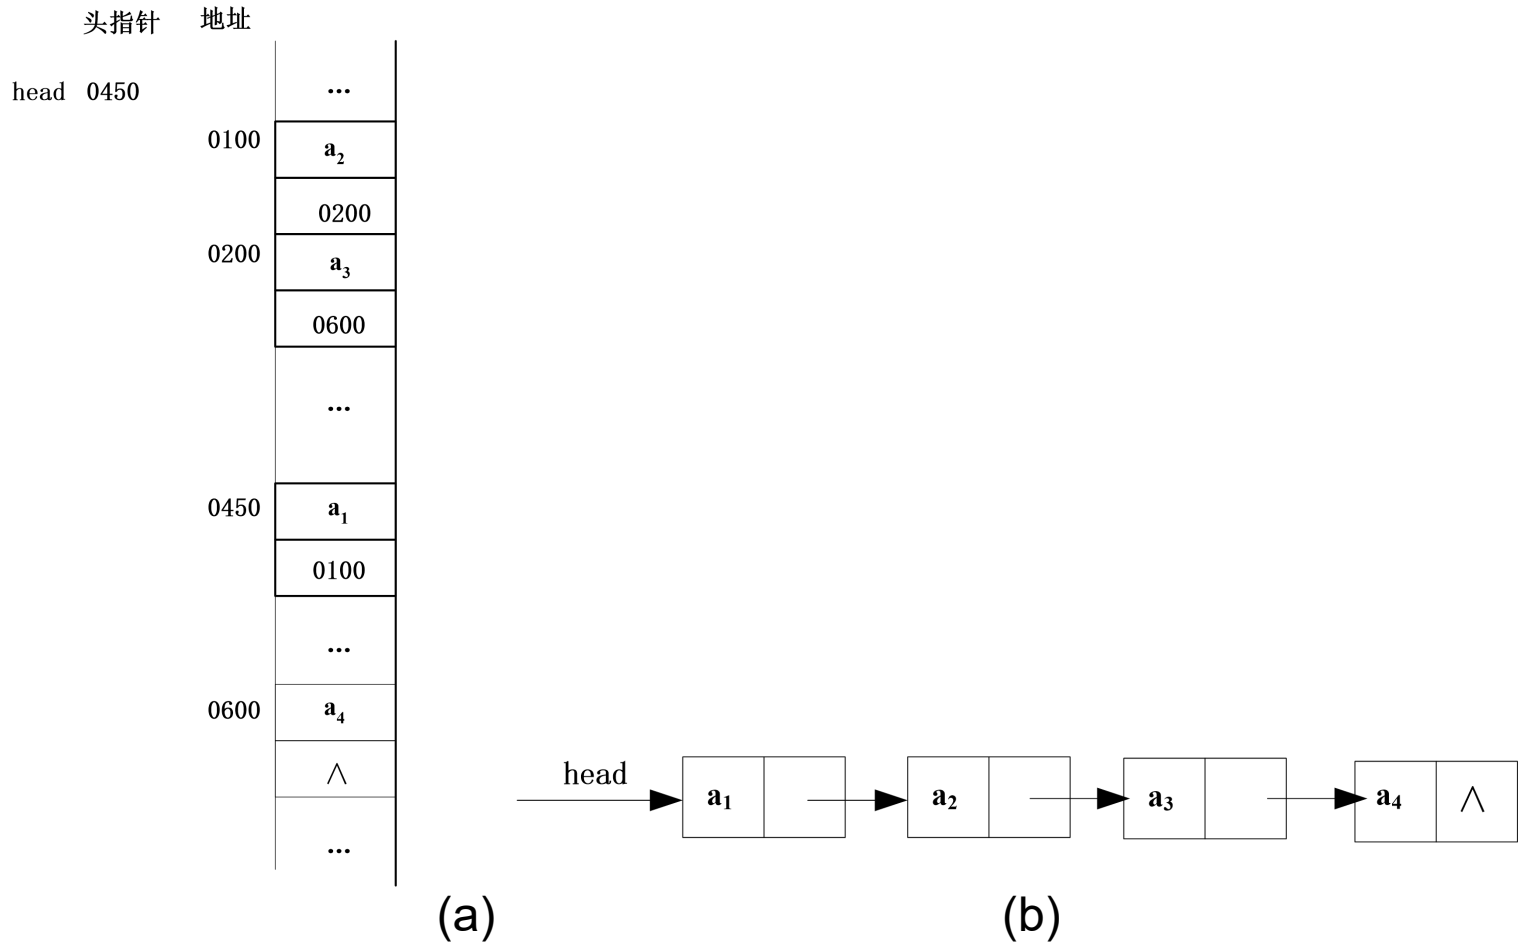 头指针 地址
head 0450
...
0100 a₂
0200
0200 a₃
0600
...
0450 a₁
0100
...
0600 a₄
∧
...
head a₁ a₂ a₃ a₄ ∧
(a) (b)